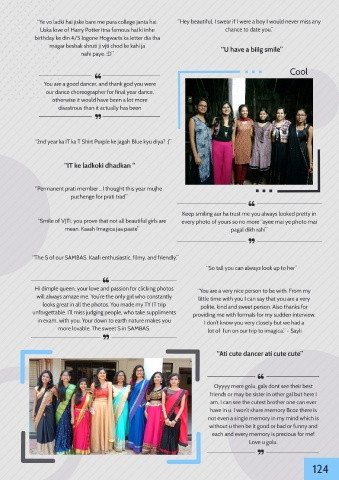 "Ye vo ladki hai jiske bare me pura college janta hai.
Uska love of Harry Potter itna famous hai ki inhe
birthday ke din 4/5 logone Hogwarts ka letter dia tha
magar beshak shruti ji vjti chod ke kahi ja
nahi paye. :D"
You are a good dancer, and thank god you were
our dance choreographer for final year dance,
otherwise it would have been a lot more
disastrous than it actually has been
"2nd year ka IT ka T Shirt Purple ke jagah Blue kyu diya? :|"
"IT ke ladkoki dhadkan "
"Permanent prati member... I thought this year mujhe
puchenge for prati trad"
"Smile of VJTI, you prove that not all beautiful girls are
mean. Kaash Imagica jaa paate"
"The S of our SAMBAS. Kaafi enthusiastic, filmy, and friendly."
Hi dimple queen, your love and passion for clicking photos
will always amaze me. You're the only girl who constantly
looks great in all the photos. You made my TY IT trip
unforgettable. I'll miss judging people, who take suppliments
in exam, with you. Your down to earth nature makes you
more lovable. The sweet S in SAMBAS.
"Hey beautiful, I swear if I were a boy I would never miss any
chance to date you."
"U have a biiig smile"
Cool
Keep smiling aur ha trust me you always looked pretty in
every photo of yours so no more "ayee mai ye photo mai
pagal dikh rahi"
"So tall you can always look up to her"
"You are a very nice person to be with. From my
little time with you I can say that you are a very
polite, kind and sweet person. Also thanks for
providing me with formals for my sudden interview.
I don't know you very closely but we had a
lot of fun on our trip to Imagica." - Sayli
"Ati cute dancer ati cute cute"
Oyyyy mere golu, gals dont see their best
friends or may be sister in other gal but here I
am, I can see the cutest brother one can ever
have in u. I won't share memory Bcoz there Is
not even a single memory in my mind which is
without u then be it good or bad or funny and
each and every memory is precious for me!
Love u golu.
124